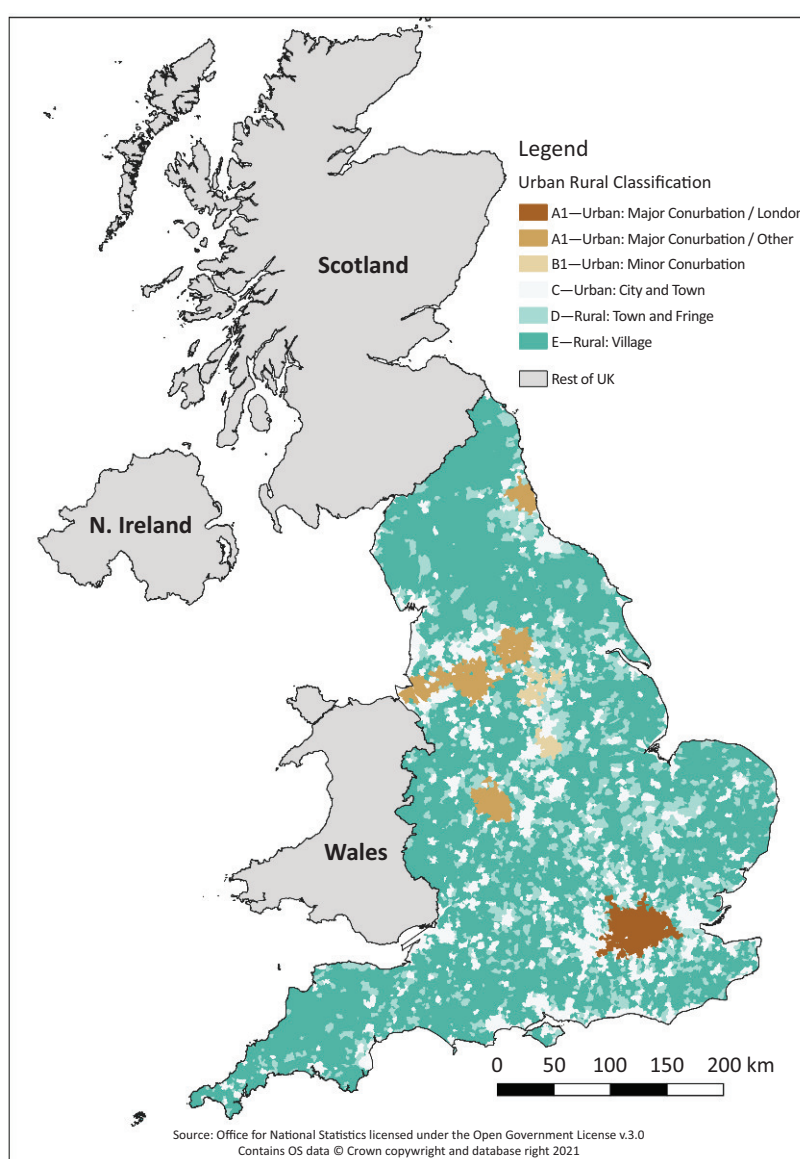 Legend
Urban Rural Classification
A1—Urban: Major Conurbation / London
A1—Urban: Major Conurbation / Other
B1—Urban: Minor Conurbation
C—Urban: City and Town
D—Rural: Town and Fringe
E—Rural: Village
Rest of UK
Scotland
N. Ireland
Wales
0 50 100 150 200 km
Source: Office for National Statistics licensed under the Open Government License v.3.0
Contains OS data © Crown copyright and database right 2021